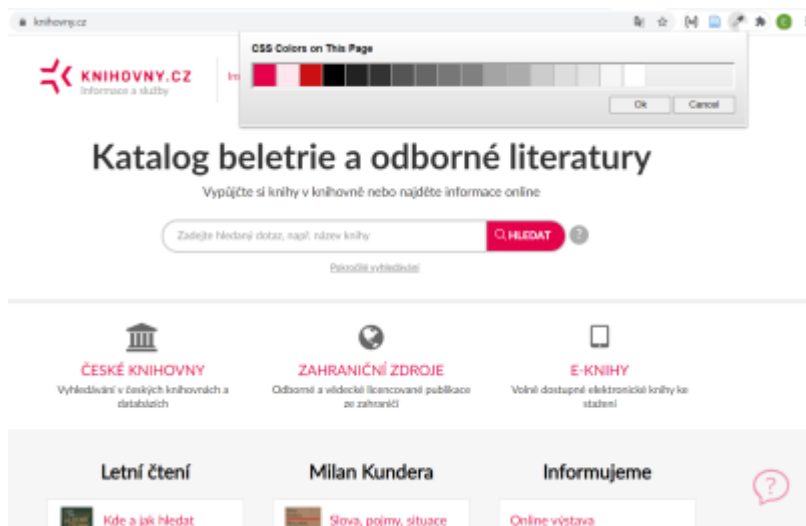 knihovny.cz
CSS Colors on This Page
Ok
Cancel
KNIHOVNY.CZ
Informace a služby
Katalog beletrie a odborné literatury
Vypůjčte si knihy v knihovně nebo najděte informace online
Zadejte hledaný dotaz, např. název knihy
HLEDAT
?
Pokročilé vyhledávání
ČESKÉ KNIHOVNY
Vyhledávání v českých knihovnách a
databázích
ZAHRANIČNÍ ZDROJE
Odborné a vědecké licencované publikace
ze zahraničí
E-KNIHY
Volně dostupné elektronické knihy ke
stažení
Letní čtení
Milan Kundera
Informujeme
?
Kde a jak hledat
Slova, pojmy, situace
Online výstava